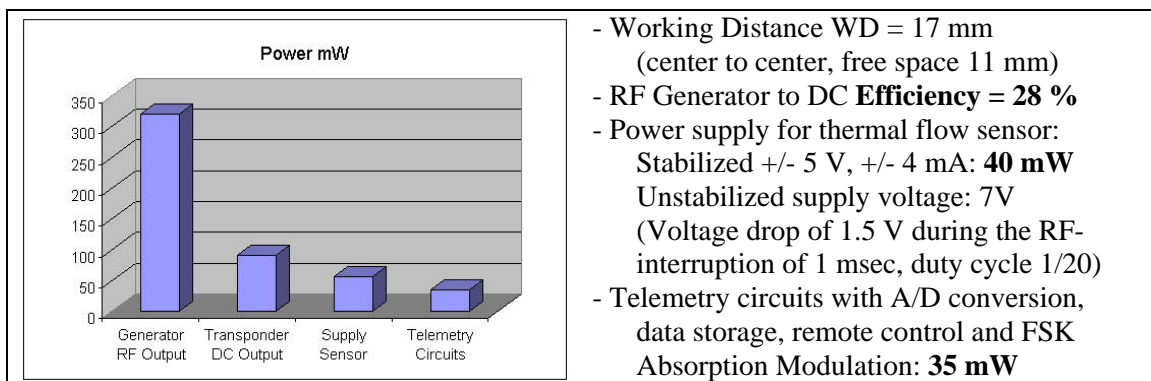 Power mW
350
300
250
200
150
100
50
0
Generator RF Output
Transponder DC Output
Supply Sensor
Telemetry Circuits
- Working Distance WD = 17 mm
(center to center, free space 11 mm)
- RF Generator to DC Efficiency = 28 %
- Power supply for thermal flow sensor:
Stabilized +/- 5 V, +/- 4 mA: 40 mW
Unstabilized supply voltage: 7V
(Voltage drop of 1.5 V during the RF-
interruption of 1 msec, duty cycle 1/20)
- Telemetry circuits with A/D conversion,
data storage, remote control and FSK
Absorption Modulation: 35 mW